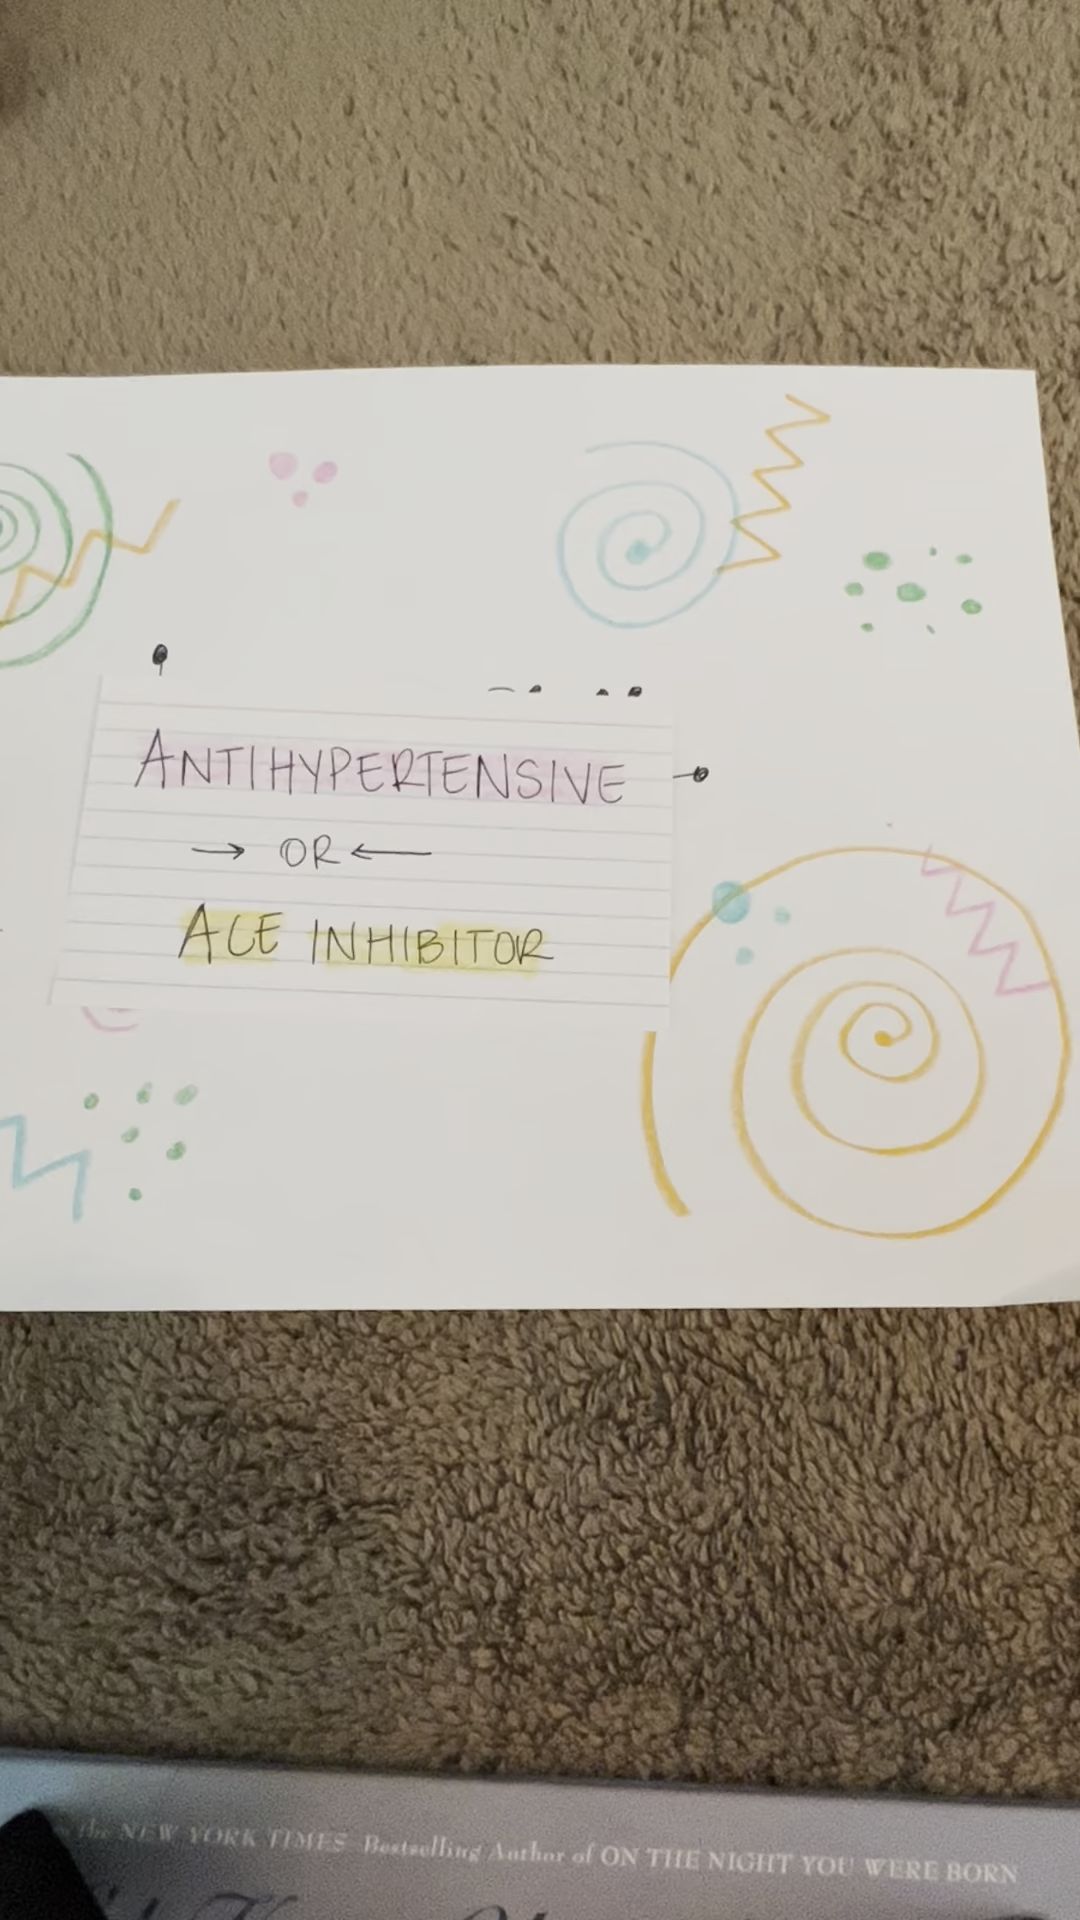 ANTIHYPERTENSIVE
→ OR ←
ACE INHIBITOR
the NEW YORK TIMES Bestselling Author of ON THE NIGHT YOU WERE BORN